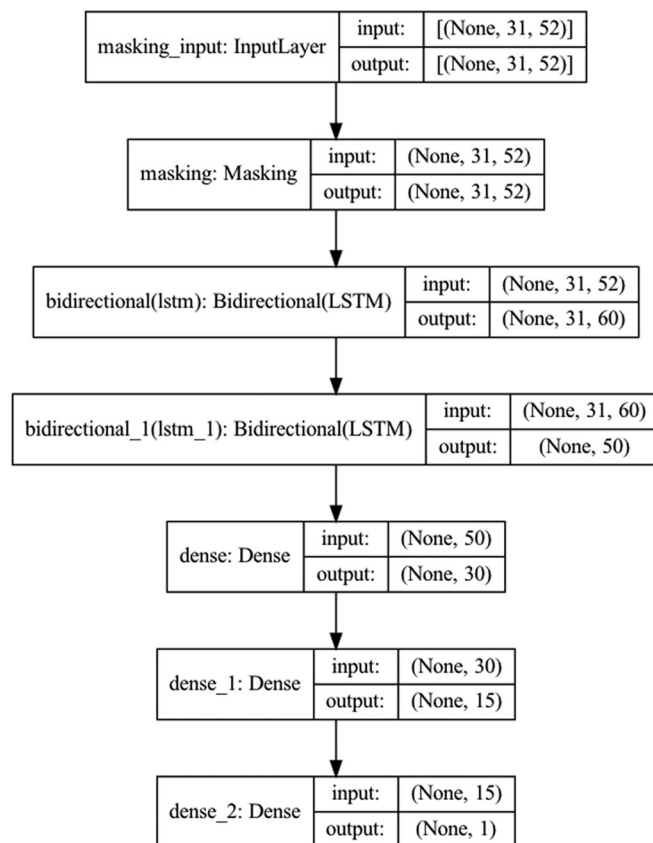 masking_input: InputLayer
input: [(None, 31, 52)]
output: [(None, 31, 52)]
masking: Masking
input: (None, 31, 52)
output: (None, 31, 52)
bidirectional(lstm): Bidirectional(LSTM)
input: (None, 31, 52)
output: (None, 31, 60)
bidirectional_1(lstm_1): Bidirectional(LSTM)
input: (None, 31, 60)
output: (None, 50)
dense: Dense
input: (None, 50)
output: (None, 30)
dense_1: Dense
input: (None, 30)
output: (None, 15)
dense_2: Dense
input: (None, 15)
output: (None, 1)